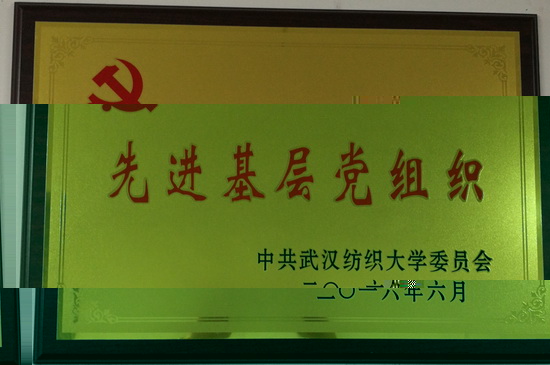 先进基层党组织
中共武汉纺织大学委员会
二〇一六年六月